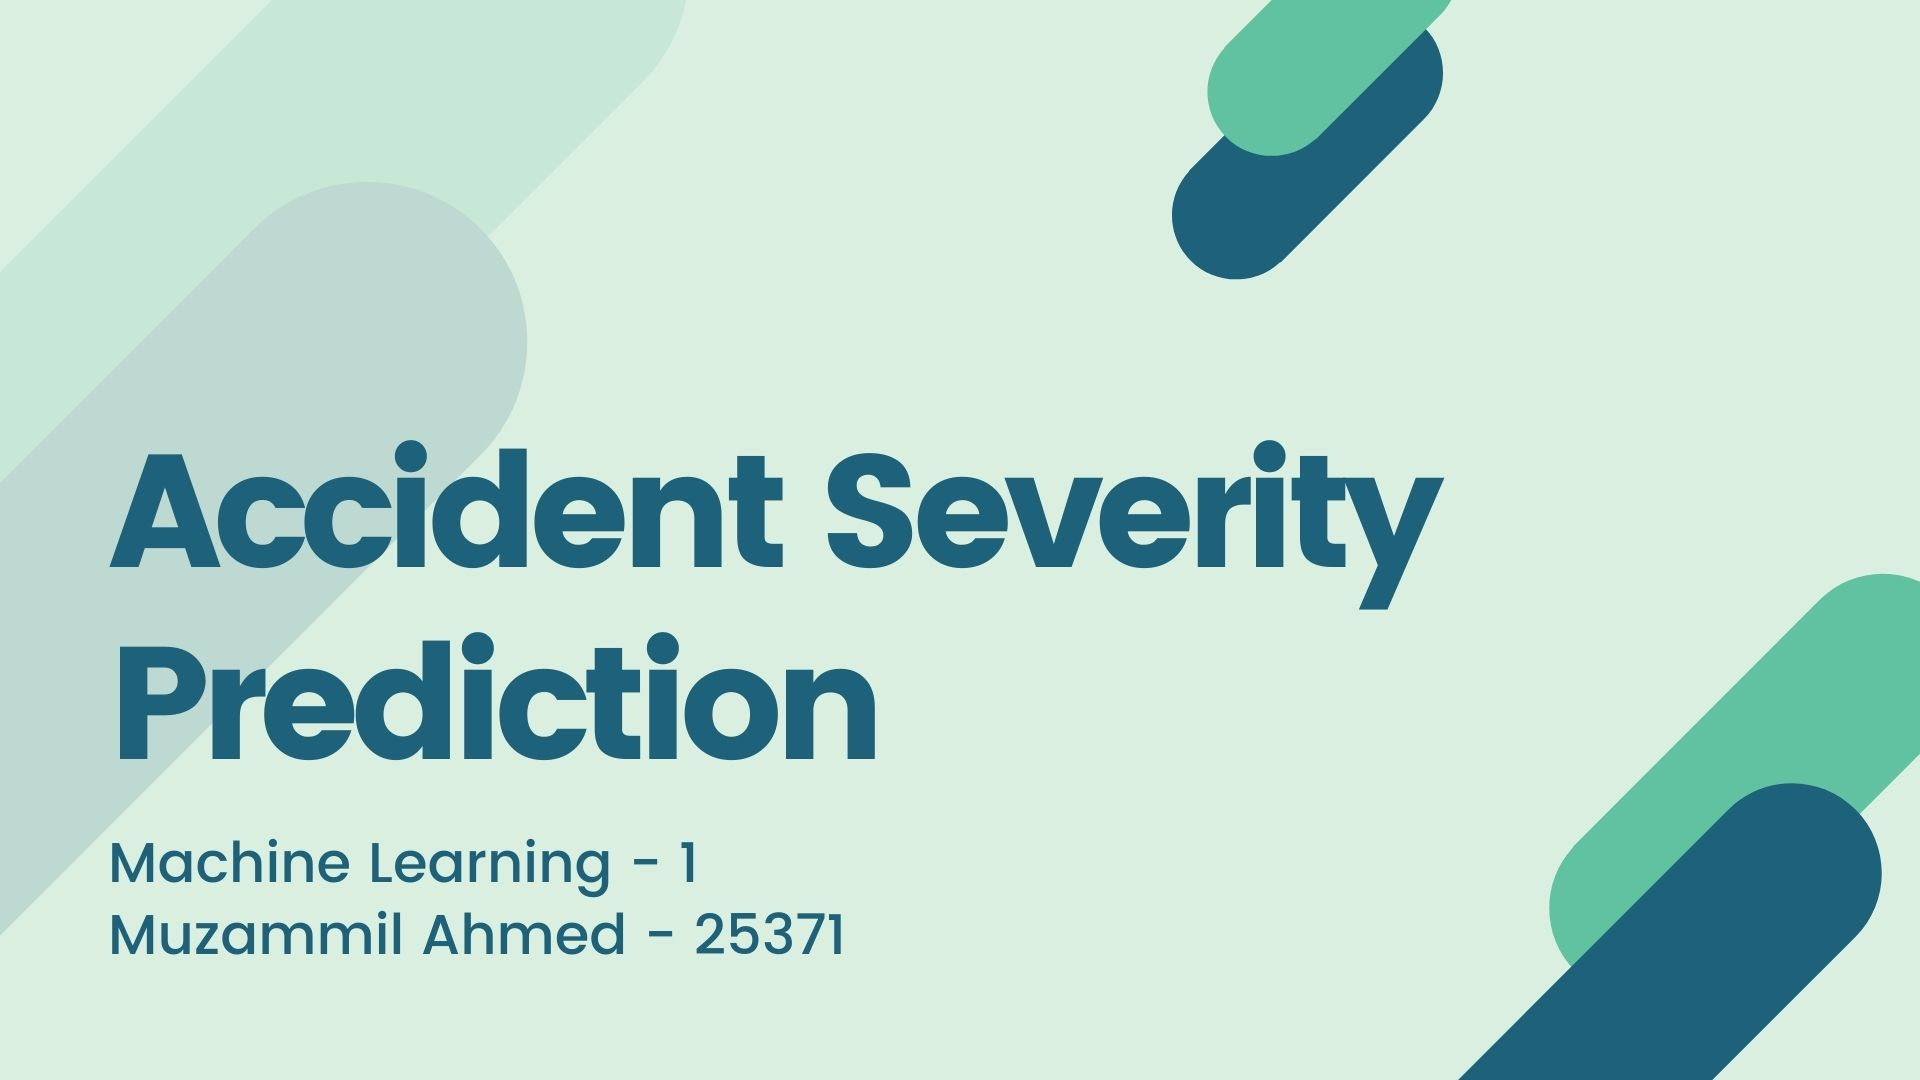 Accident Severity
Prediction
Machine Learning - 1
Muzammil Ahmed - 25371